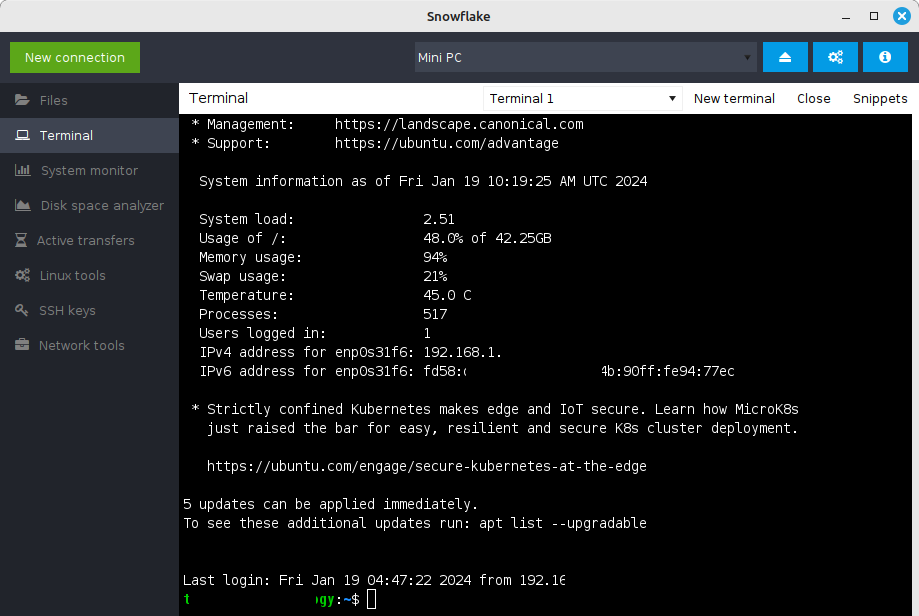 Snowflake
New connection
Mini PC
Files
Terminal
System monitor
Disk space analyzer
Active transfers
Linux tools
SSH keys
Network tools
Terminal Terminal 1 New terminal Close Snippets
* Management: https://landscape.canonical.com
* Support: https://ubuntu.com/advantage
System information as of Fri Jan 19 10:19:25 AM UTC 2024
System load: 2.51
Usage of /: 48.0% of 42.25GB
Memory usage: 94%
Swap usage: 21%
Temperature: 45.0 C
Processes: 517
Users logged in: 1
IPv4 address for enp0s31f6: 192.168.1.
IPv6 address for enp0s31f6: fd58: 4b:90ff:fe94:77ec
* Strictly confined Kubernetes makes edge and IoT secure. Learn how MicroK8s
just raised the bar for easy, resilient and secure K8s cluster deployment.
https://ubuntu.com/engage/secure-kubernetes-at-the-edge
5 updates can be applied immediately.
To see these additional updates run: apt list --upgradable
Last login: Fri Jan 19 04:47:22 2024 from 192.16
t ogy:~$